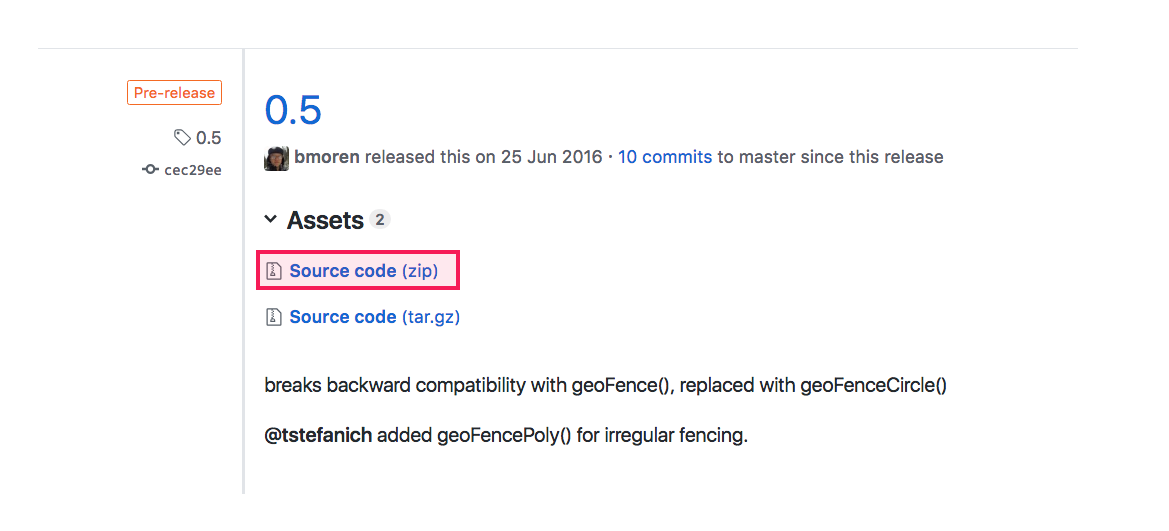 Pre-release
0.5
cec29ee
0.5
bmoren released this on 25 Jun 2016 · 10 commits to master since this release
Assets 2
Source code (zip)
Source code (tar.gz)
breaks backward compatibility with geoFence(), replaced with geoFenceCircle()
@tstefanich added geoFencePoly() for irregular fencing.